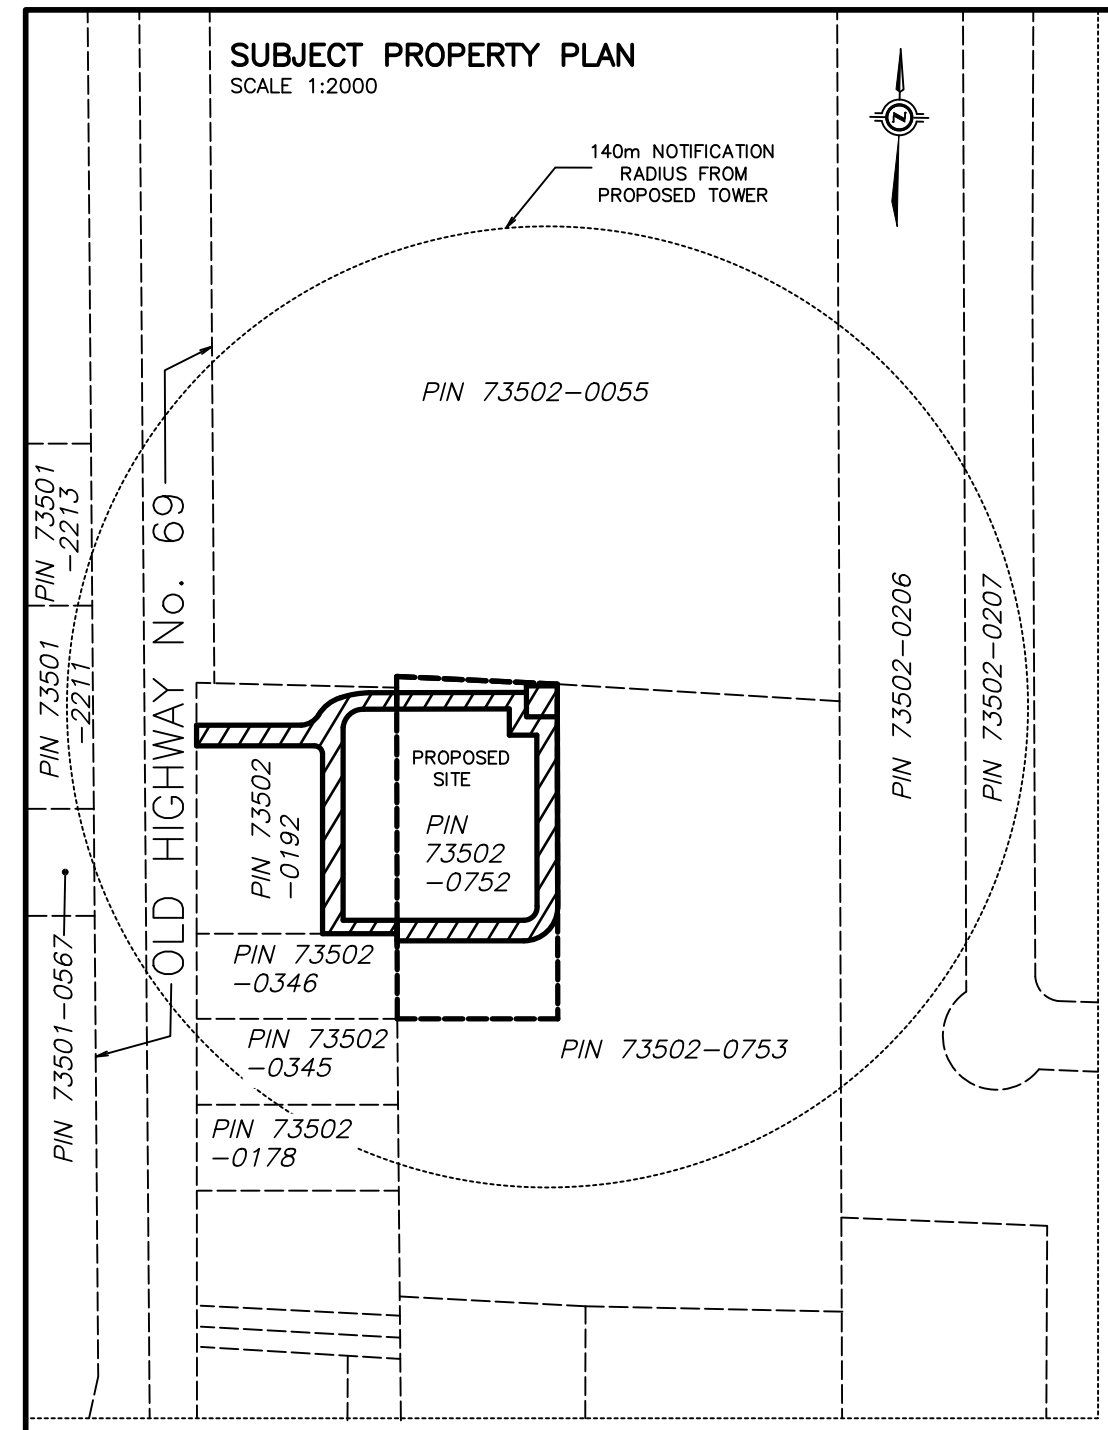 SUBJECT PROPERTY PLAN
SCALE 1:2000
N
140m NOTIFICATION
RADIUS FROM
PROPOSED TOWER
PIN 73502-0055
PIN 73501
-2213
PIN 73501
-2211
OLD HIGHWAY No. 69
PIN 73502-0206
PIN 73502-0207
PROPOSED
SITE
PIN
73502
-0752
PIN 73502
-0192
PIN 73502
-0346
PIN 73501-0567
PIN 73502
-0345
PIN 73502-0753
PIN 73502
-0178